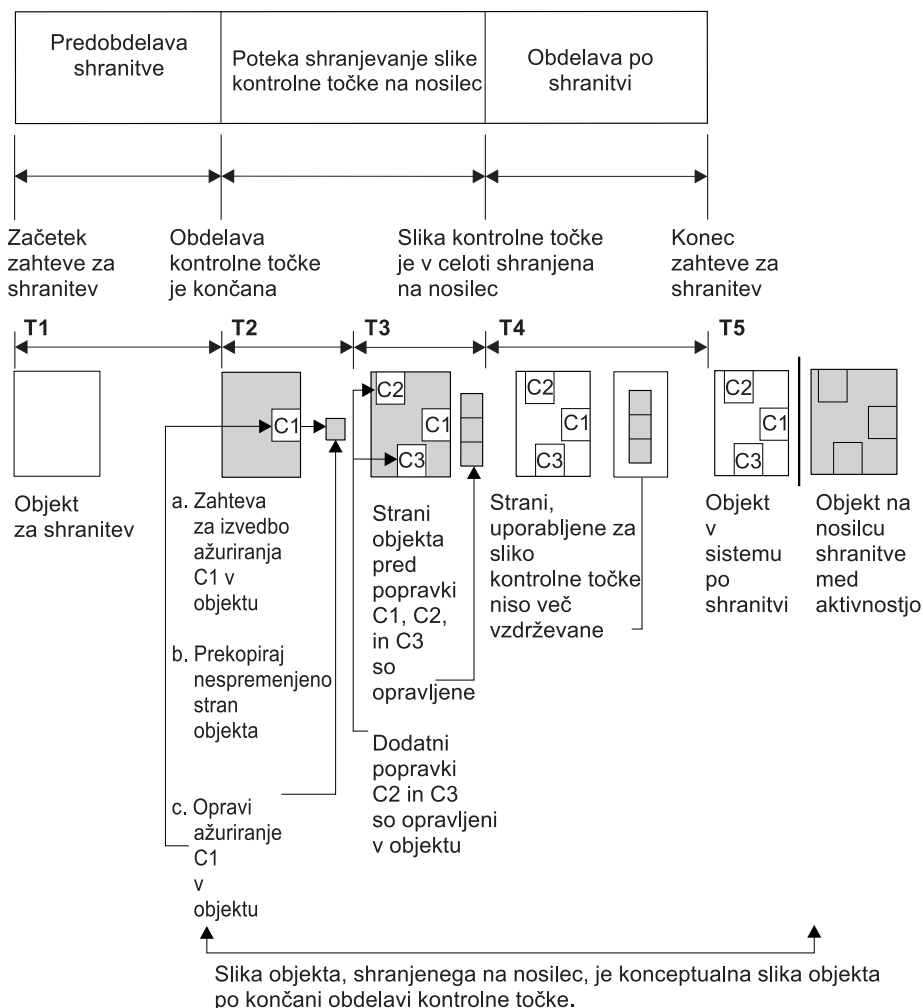 Predobdelava
shranitve
Poteka shranjevanje slike
kontrolne točke na nosilec
Obdelava po
shranitvi
Začetek
zahteve za
shranitev
Obdelava
kontrolne točke
je končana
Slika kontrolne točke
je v celoti shranjena
na nosilec
Konec
zahteve za
shranitev
T1
T2
T3
T4
T5
C1
C2
C1
C3
C2
C1
C3
C2
C1
C3
Objekt
za shranitev
a. Zahteva
za izvedbo
ažuriranja
C1 v
objektu
b. Prekopiraj
nespremenjeno
stran
objekta
c. Opravi
ažuriranje
C1
v
objektu
Strani
objekta
pred
popravki
C1, C2,
in C3
so
opravljene
Dodatni
popravki
C2 in C3
so opravljeni
v objektu
Strani,
uporabljene za
sliko
kontrolne točke
niso več
vzdrževane
Objekt
v
sistemu
po
shranitvi
Objekt na
nosilcu
shranitve
med
aktivnostjo
Slika objekta, shranjenega na nosilec, je konceptualna slika objekta
po končani obdelavi kontrolne točke.